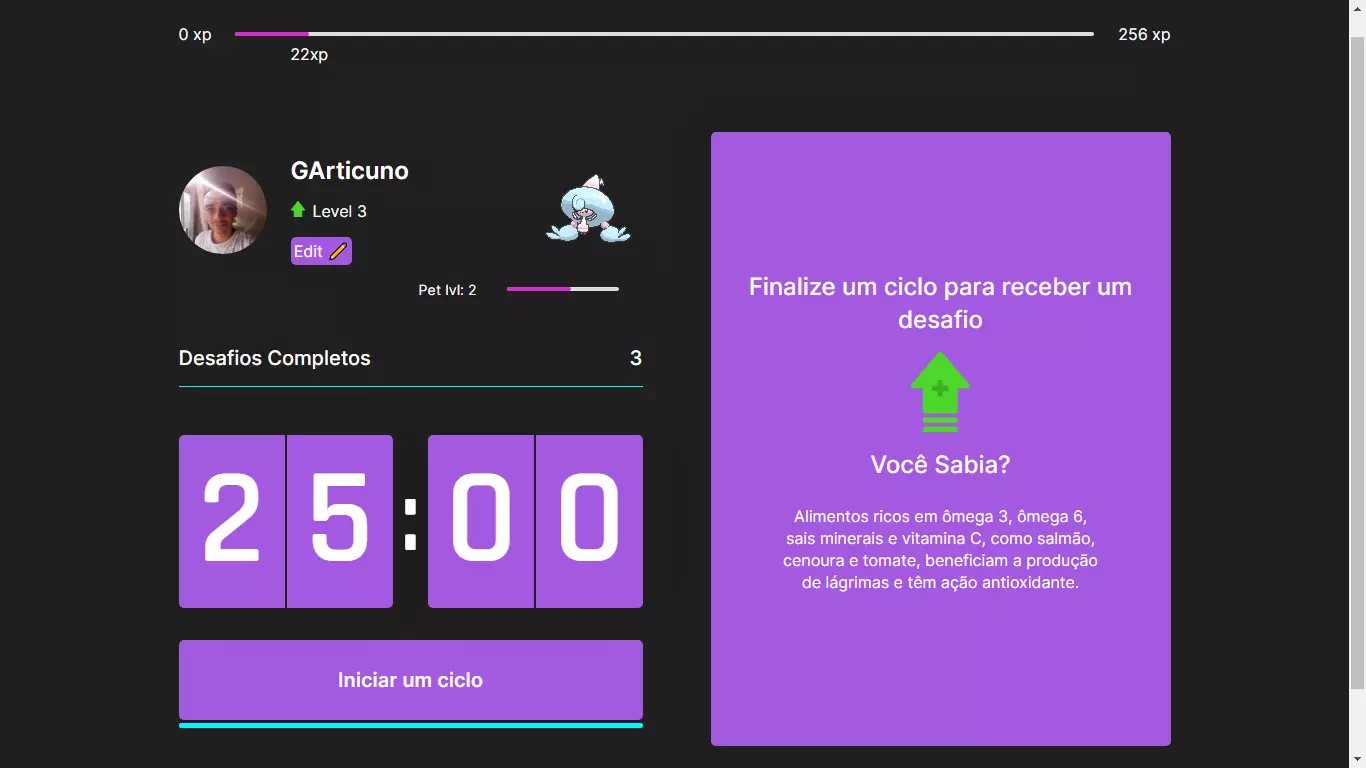 0 xp
256 xp
22xp
GArticuno
Level 3
Edit
Pet lvl: 2
Desafios Completos
3
25:00
Iniciar um ciclo
Finalize um ciclo para receber um
desafio
Você Sabia?
Alimentos ricos em ômega 3, ômega 6,
sais minerais e vitamina C, como salmão,
cenoura e tomate, beneficiam a produção
de lágrimas e têm ação antioxidante.